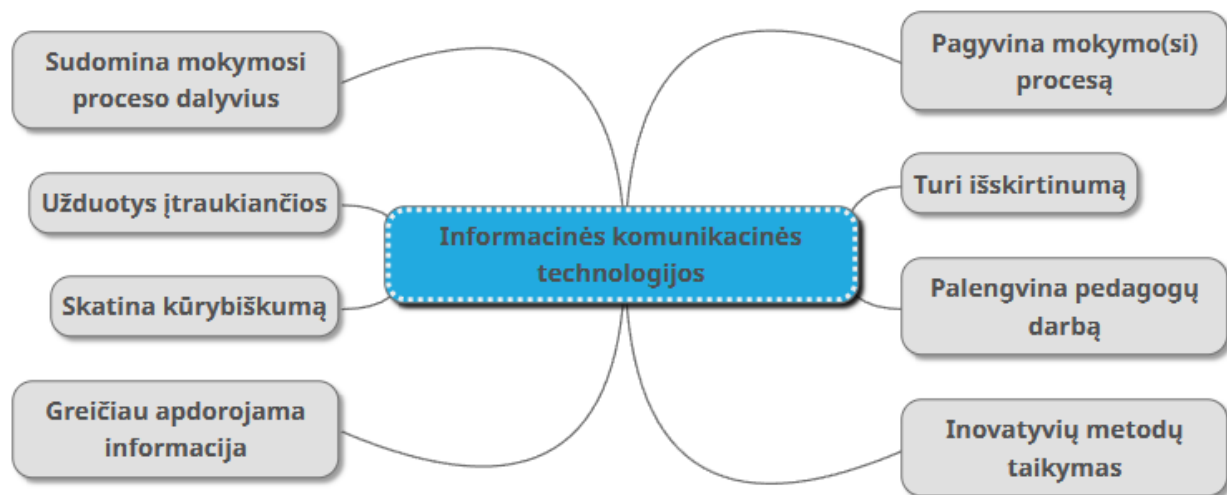 Sudomina mokymosi
proceso dalyvius
Užduotys įtraukiančios
Skatina kūrybiškumą
Greičiau apdorojama
informacija
Informacinės komunikacinės
technologijos
Pagyvina mokymo(si)
procesą
Turi išskirtinumą
Palengvina pedagogų
darbą
Inovatyvių metodų
taikymas